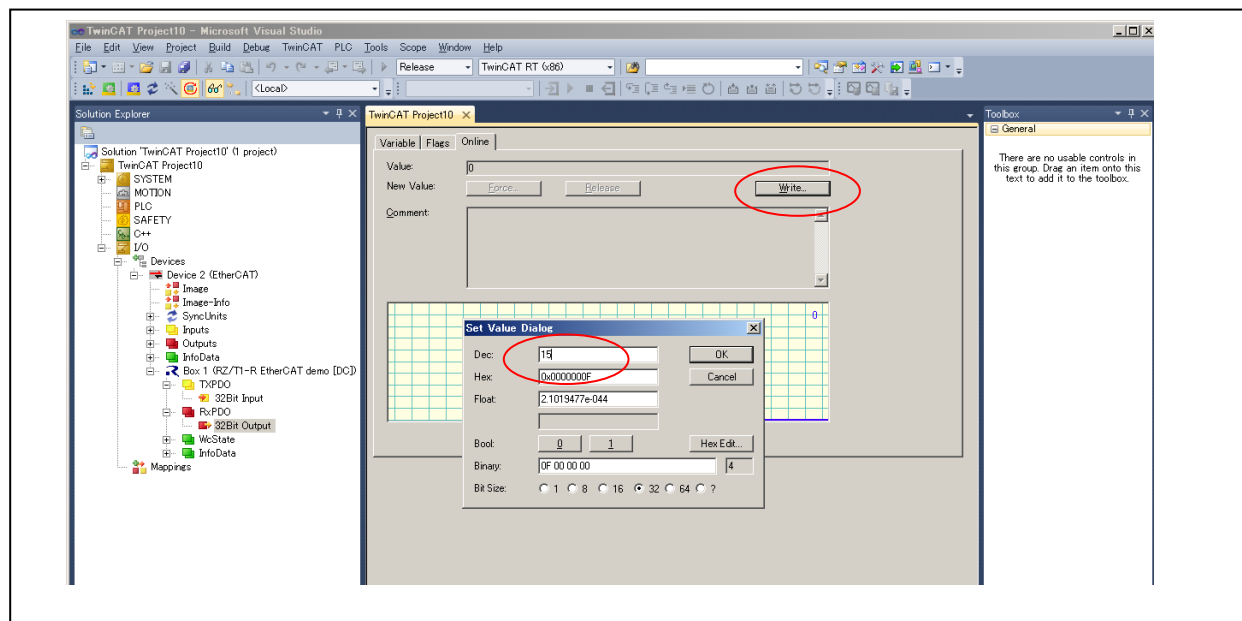 TwinCAT Project10 - Microsoft Visual Studio
File Edit View Project Build Debug TwinCAT PLC Tools Scope Window Help
Release TwinCAT RT (x86)
<Local>
Solution Explorer
TwinCAT Project10
Toolbox
General
There are no usable controls in
this group. Drag an item onto this
text to add it to the toolbox.
Solution 'TwinCAT Project10' (1 project)
TwinCAT Project10
SYSTEM
MOTION
PLC
SAFETY
C++
I/O
Devices
Device 2 (EtherCAT)
Image
Image-Info
SyncUnits
Inputs
Outputs
InfoData
Box 1 (RZ/T1-R EtherCAT demo [DC])
TXPDO
32Bit Input
RxPDO
32Bit Output
WcState
InfoData
Mappings
Variable Flags Online
Value: 0
New Value: Force... Release Write...
Comment:
0
Set Value Dialog
Dec: 15 OK
Hex: 0x0000000F Cancel
Float: 2.1019477e-044
Bool: 0 1 Hex Edit...
Binary: 0F 00 00 00 4
Bit Size: 1 8 16 32 64 ?